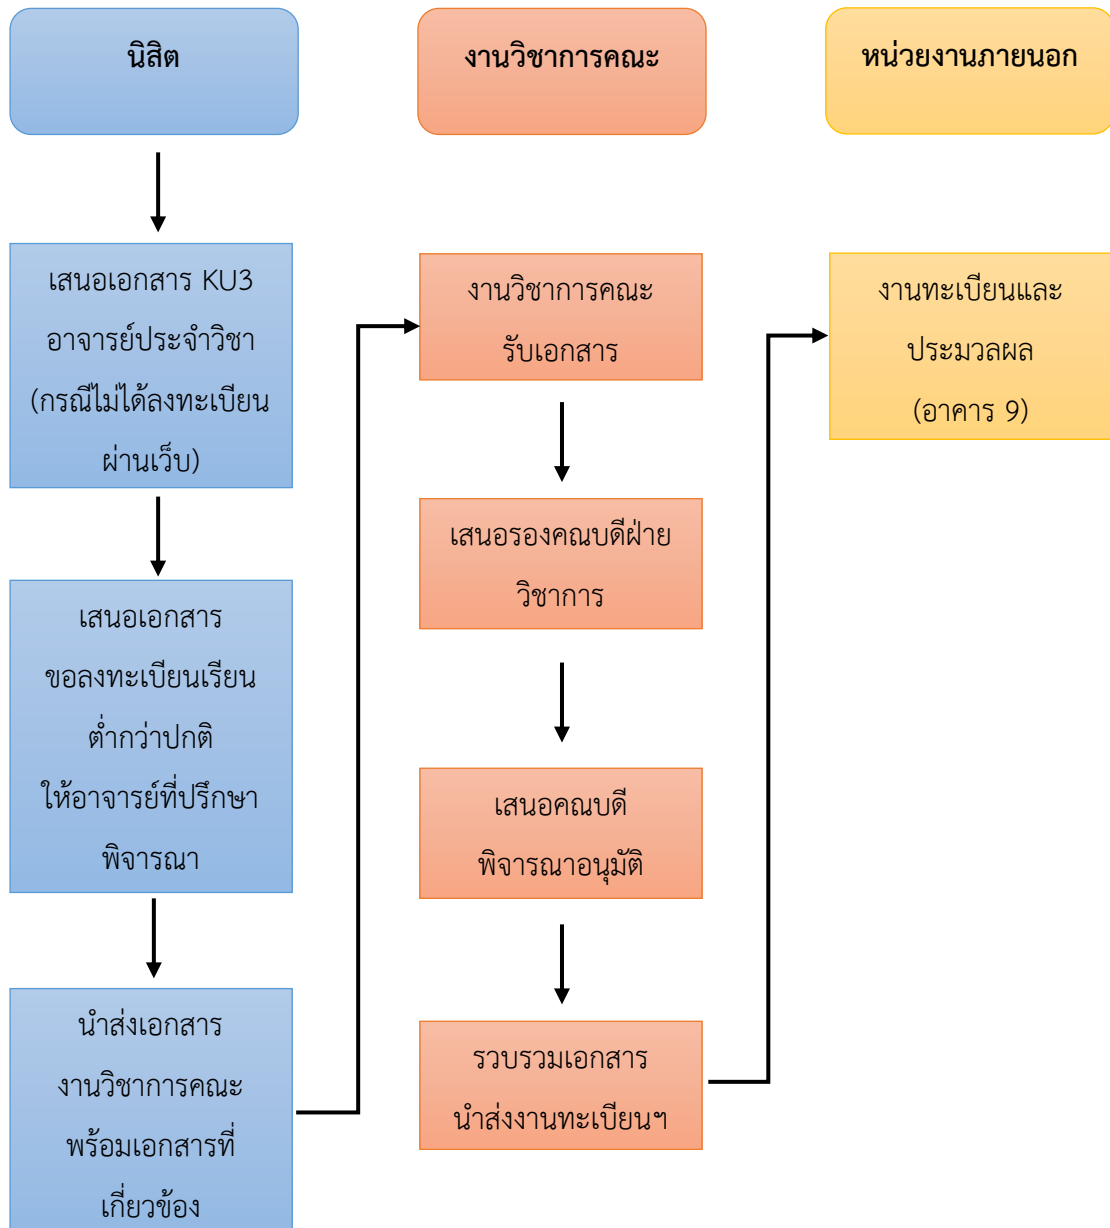 นิสิต
งานวิชาการคณะ
หน่วยงานภายนอก
เสนอเอกสาร KU3
อาจารย์ประจำวิชา
(กรณีไม่ได้ลงทะเบียน
ผ่านเว็บ)
เสนอเอกสาร
ขอลงทะเบียนเรียน
ต่ำกว่าปกติ
ให้อาจารย์ที่ปรึกษา
พิจารณา
นำส่งเอกสาร
งานวิชาการคณะ
พร้อมเอกสารที่
เกี่ยวข้อง
งานวิชาการคณะ
รับเอกสาร
เสนอรองคณบดีฝ่าย
วิชาการ
เสนอคณบดี
พิจารณาอนุมัติ
รวบรวมเอกสาร
นำส่งงานทะเบียนฯ
งานทะเบียนและ
ประมวลผล
(อาคาร 9)